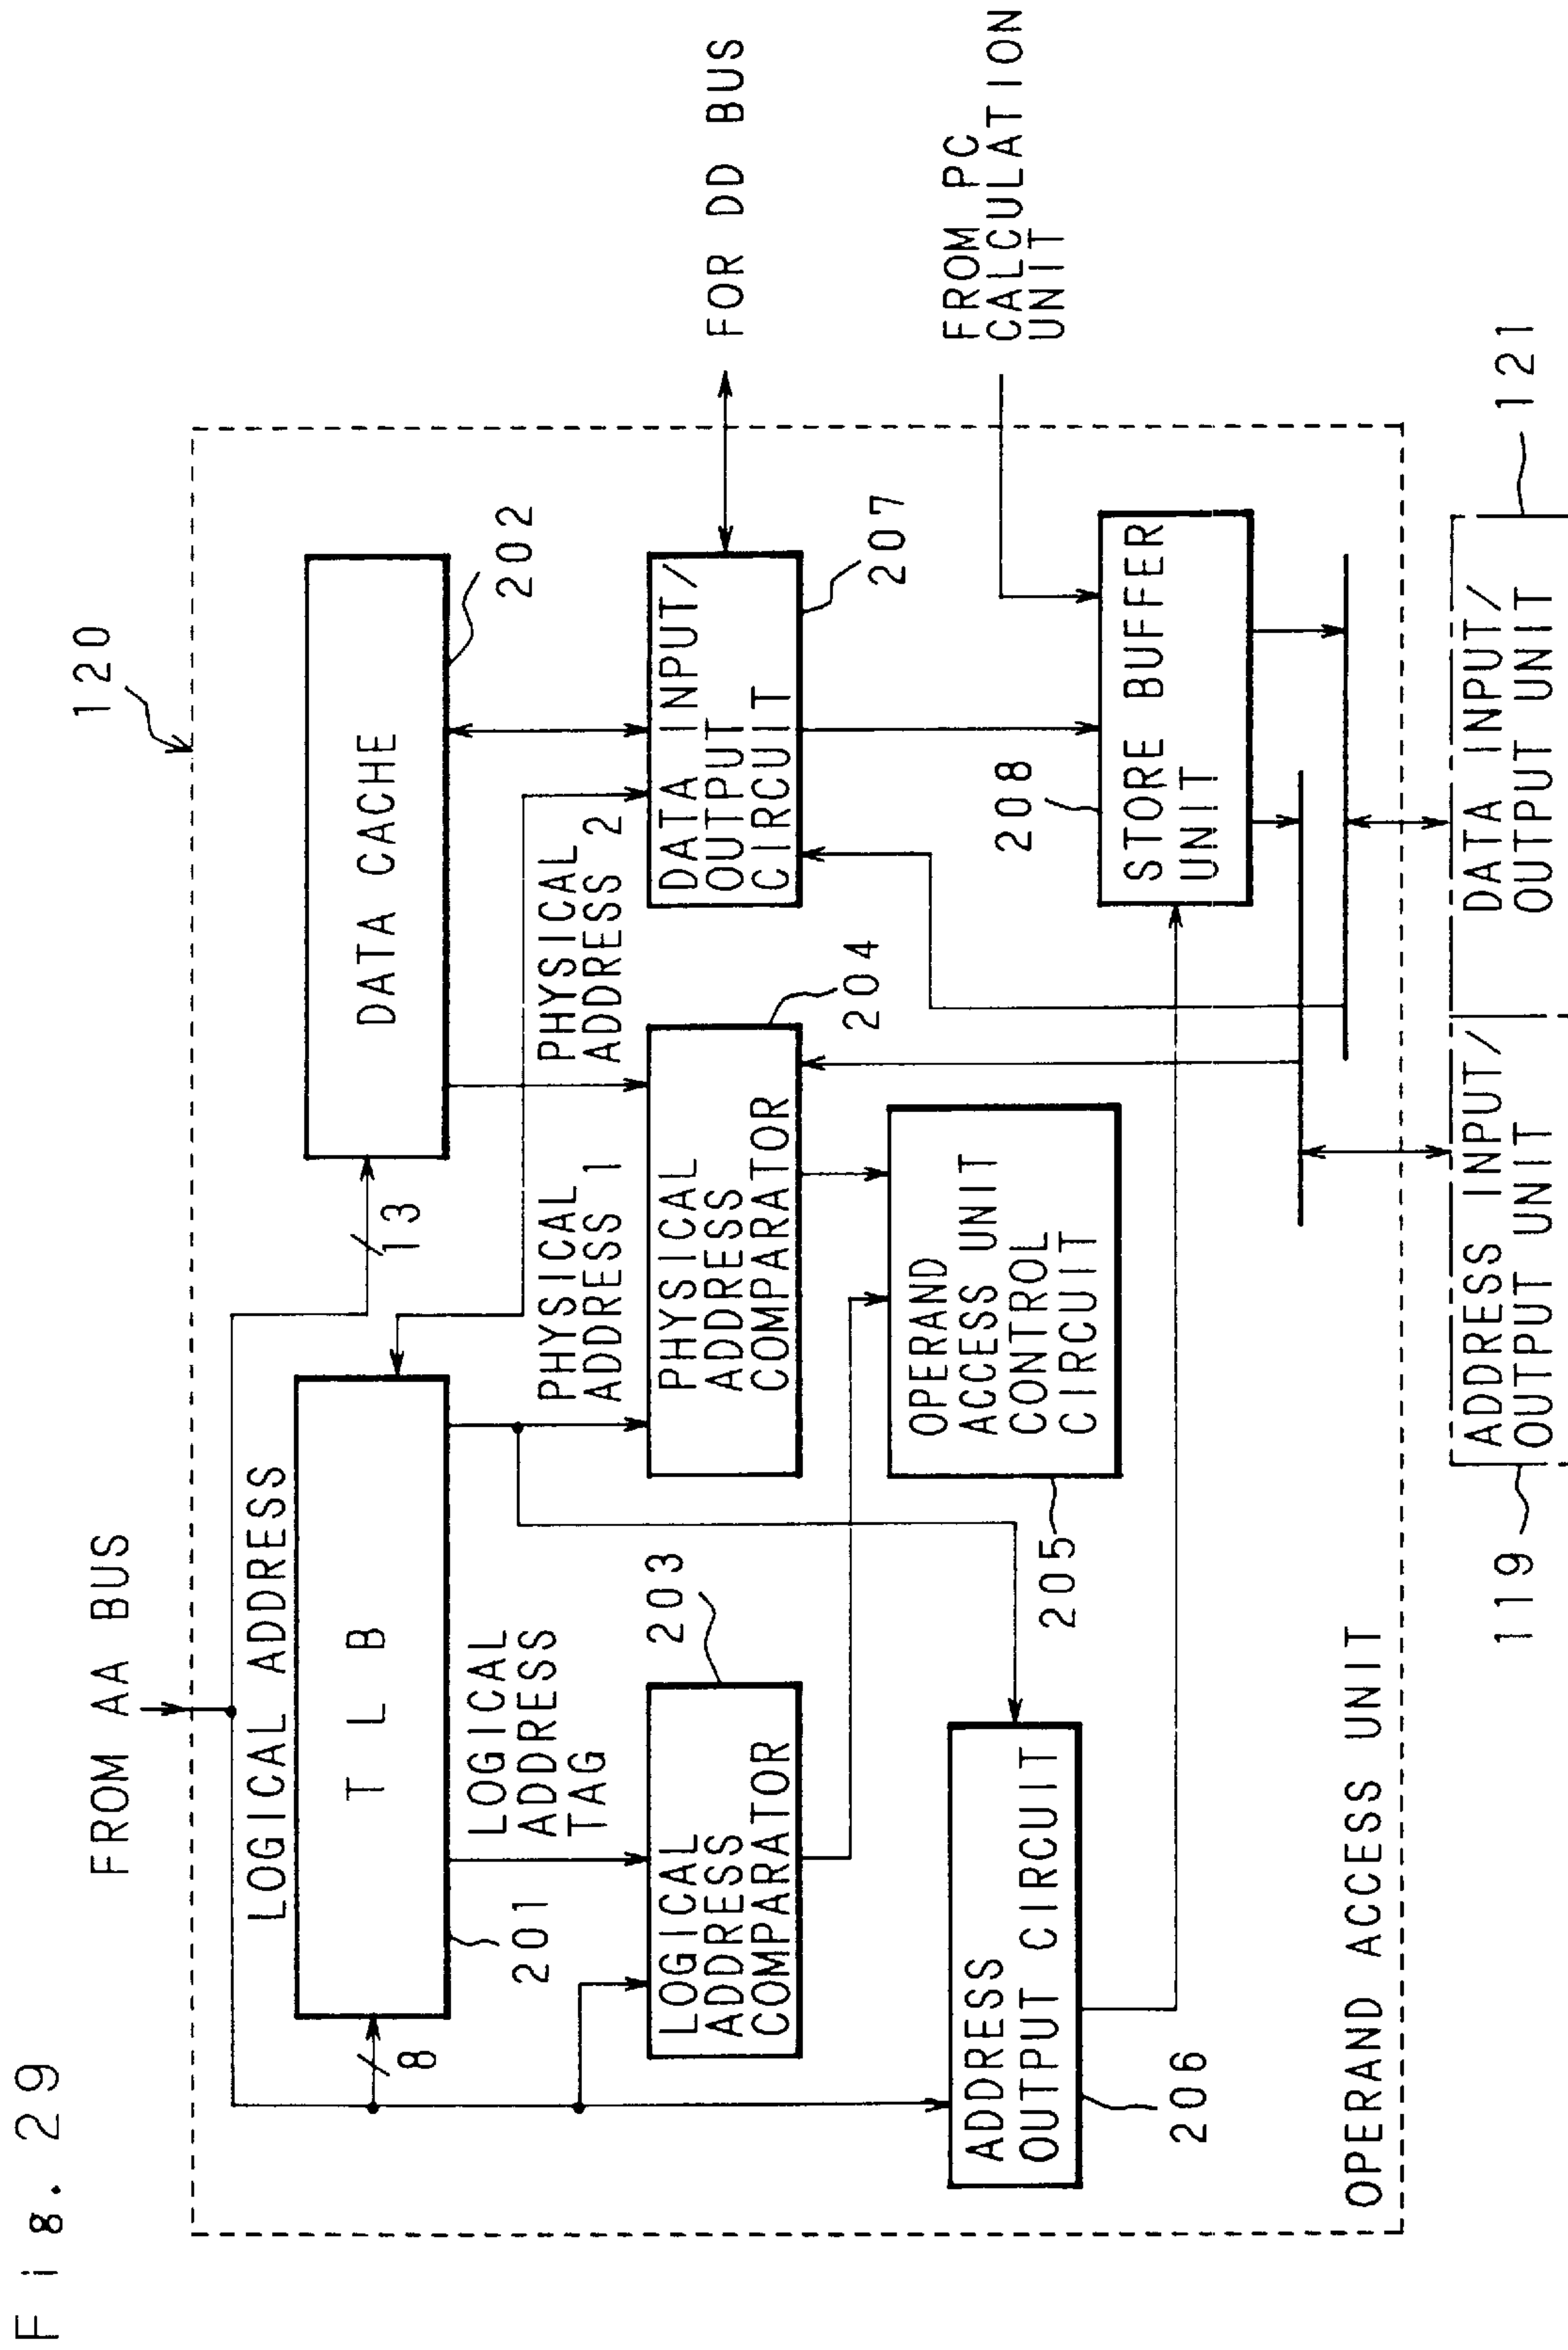 Fig. 29
FROM AA BUS
120
LOGICAL ADDRESS
T L B
DATA CACHE
8
13
201
202
LOGICAL
ADDRESS
TAG
PHYSICAL
ADDRESS 1
PHYSICAL
ADDRESS 2
203
LOGICAL
ADDRESS
COMPARATOR
PHYSICAL
ADDRESS
COMPARATOR
204
DATA INPUT/
OUTPUT
CIRCUIT
207
FOR DD BUS
OPERAND
ACCESS UNIT
CONTROL
CIRCUIT
205
FROM PC
CALCULATION
UNIT
ADDRESS
OUTPUT CIRCUIT
206
208
STORE BUFFER
UNIT
OPERAND ACCESS UNIT
119
ADDRESS INPUT/
OUTPUT UNIT
DATA INPUT/
OUTPUT UNIT
121